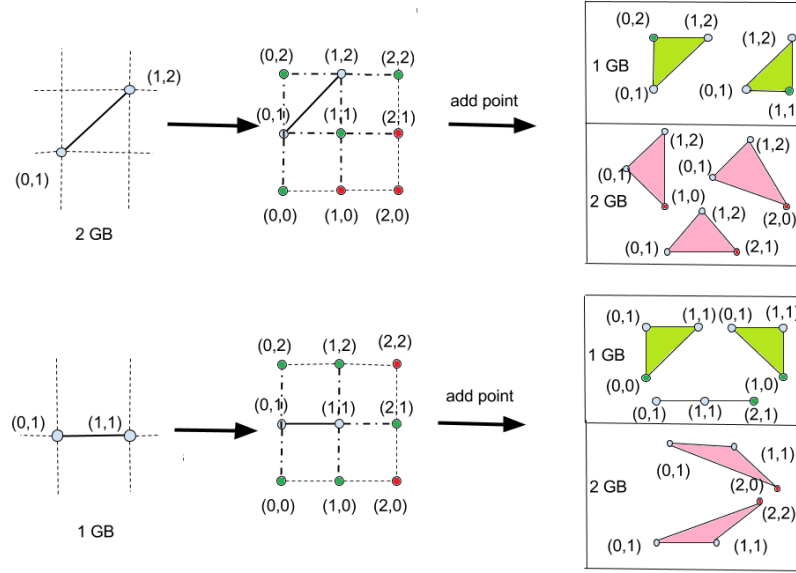 (1,2)
(0,1)
2 GB
(0,2) (1,2) (2,2)
(0,1) (1,1) (2,1)
(0,0) (1,0) (2,0)
add point
1 GB
(0,2) (1,2)
(0,1)
(1,2)
(0,1)
(1,1
2 GB
(1,2)
(0,1)
(1,0)
(1,2)
(0,1)
(2,0)
(1,2)
(0,1) (2,1)
(0,1) (1,1)
1 GB
(0,2) (1,2) (2,2)
(0,1) (1,1) (2,1)
(0,0) (1,0) (2,0)
add point
1 GB
(0,1) (1,1)
(0,0)
(0,1) (1,1)
(1,0)
(0,1) (1,1) (2,1)
2 GB
(0,1) (1,1)
(2,0)
(2,2)
(0,1) (1,1)